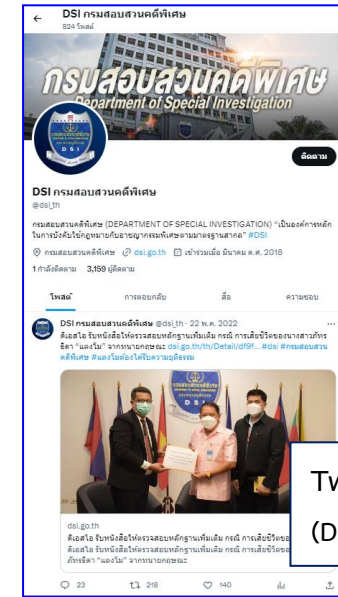 DSI กรมสอบสวนคดีพิเศษ
824 โพสต์
กรมสอบสวนคดีพิเศษ
Department of Special Investigation
DSI
ติดตาม
DSI กรมสอบสวนคดีพิเศษ
@dsi_th
กรมสอบสวนคดีพิเศษ (DEPARTMENT OF SPECIAL INVESTIGATION) "เป็นองค์การหลัก
ในการบังคับใช้กฎหมายกับอาชญากรรมพิเศษตามมาตรฐานสากล" #DSI
กรมสอบสวนคดีพิเศษ dsi.go.th เข้าร่วมเมื่อ มีนาคม ค.ศ. 2018
1 กำลังติดตาม 3,159 ผู้ติดตาม
โพสต์ การตอบกลับ สื่อ ความชอบ
DSI กรมสอบสวนคดีพิเศษ @dsi_th · 22 พ.ค. 2022 ...
ดีเอสไอ รับหนังสือให้ตรวจสอบหลักฐานเพิ่มเติม กรณี การเสียชีวิตของนางสาวภัทร
ธิดา "แตงโม" จากทนายกฤษณะ dsi.go.th/th/Detail/df9f... #dsi #กรมสอบสวน
คดีพิเศษ #แตงโมต้องได้รับความยุติธรรม
dsi.go.th
ดีเอสไอ รับหนังสือให้ตรวจสอบหลักฐานเพิ่มเติม กรณี การเสียชีวิตขอ
ดีเอสไอ รับหนังสือให้ตรวจสอบหลักฐานเพิ่มเติม กรณี การเสียชีวิตขอ
ภัทรธิดา "แตงโม" จากทนายกฤษณะ
23 218 140
Tw
(D